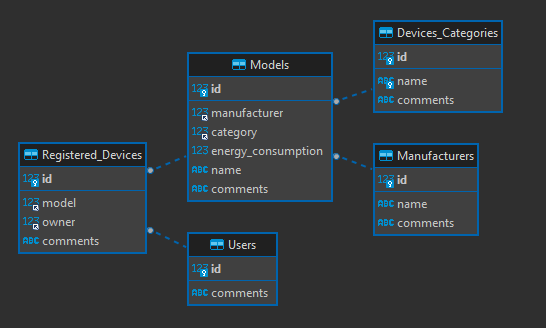 Devices_Categories
123 id
ABC name
ABC comments
Models
123 id
123 manufacturer
123 category
123 energy_consumption
ABC name
ABC comments
Manufacturers
123 id
ABC name
ABC comments
Registered_Devices
123 id
123 model
123 owner
ABC comments
Users
123 id
ABC comments